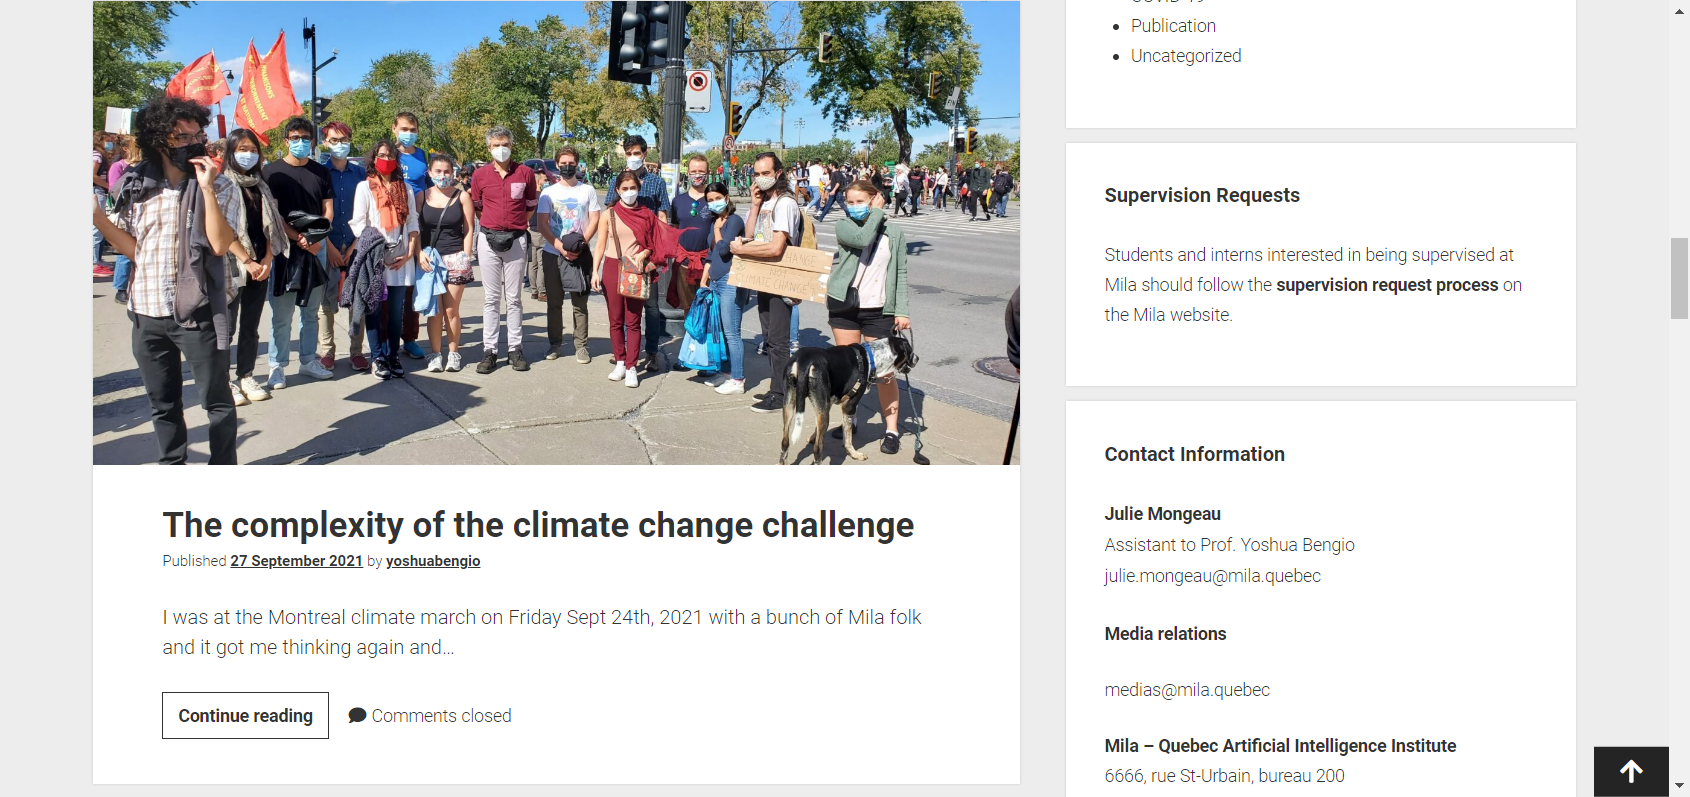 CHANGE
NOT
CLIMATE CHANGE
The complexity of the climate change challenge
Published 27 September 2021 by yoshuabengio
I was at the Montreal climate march on Friday Sept 24th, 2021 with a bunch of Mila folk
and it got me thinking again and...
Continue reading
Comments closed
Publication
Uncategorized
Supervision Requests
Students and interns interested in being supervised at
Mila should follow the supervision request process on
the Mila website.
Contact Information
Julie Mongeau
Assistant to Prof. Yoshua Bengio
julie.mongeau@mila.quebec
Media relations
medias@mila.quebec
Mila – Quebec Artificial Intelligence Institute
6666, rue St-Urbain, bureau 200